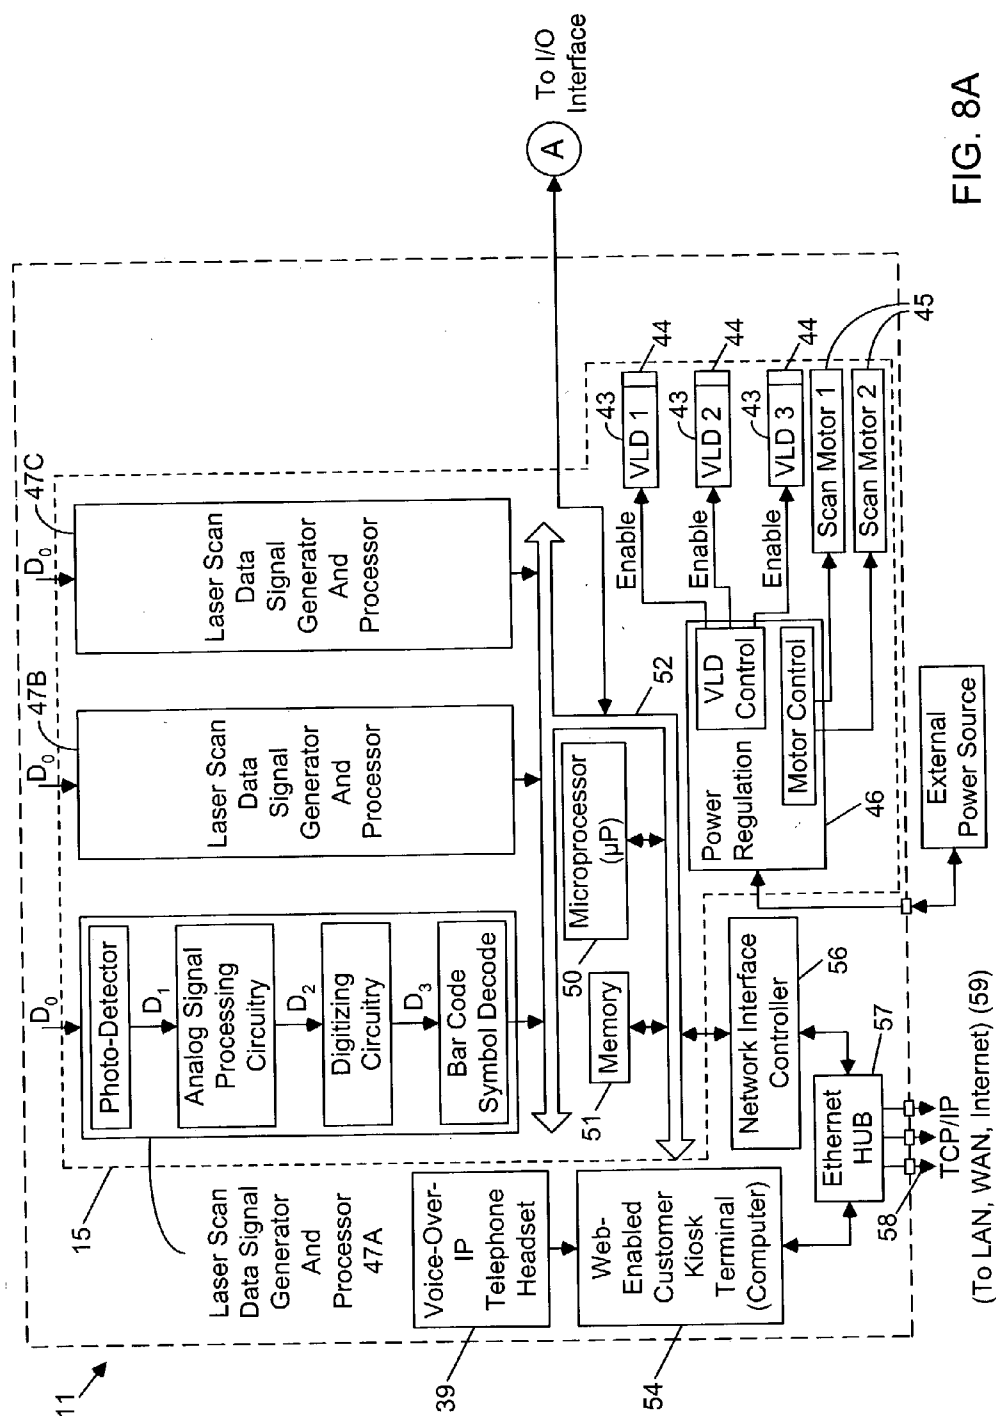 11
15
Laser Scan
Data Signal
Generator
And
Processor
47A
D0
Photo-Detector
D1
Analog Signal
Processing
Circuitry
D2
Digitizing
Circuitry
D3
Bar Code
Symbol Decode
D0
47B
Laser Scan
Data
Signal
Generator
And
Processor
D0
47C
Laser Scan
Data
Signal
Generator
And
Processor
A
To I/O
Interface
39
Voice-Over-
IP
Telephone
Headset
54
Web-
Enabled
Customer
Kiosk
Terminal
(Computer)
51
Memory
50
Microprocessor
(µP)
52
Network Interface
Controller
56
Ethernet
HUB
57
58
TCP/IP
(To LAN, WAN, Internet) (59)
Power
Regulation
46
VLD
Control
Motor Control
Enable
Enable
Enable
43
VLD 1
44
43
VLD 2
44
43
VLD 3
44
Scan Motor 1
Scan Motor 2
45
External
Power Source
FIG. 8A